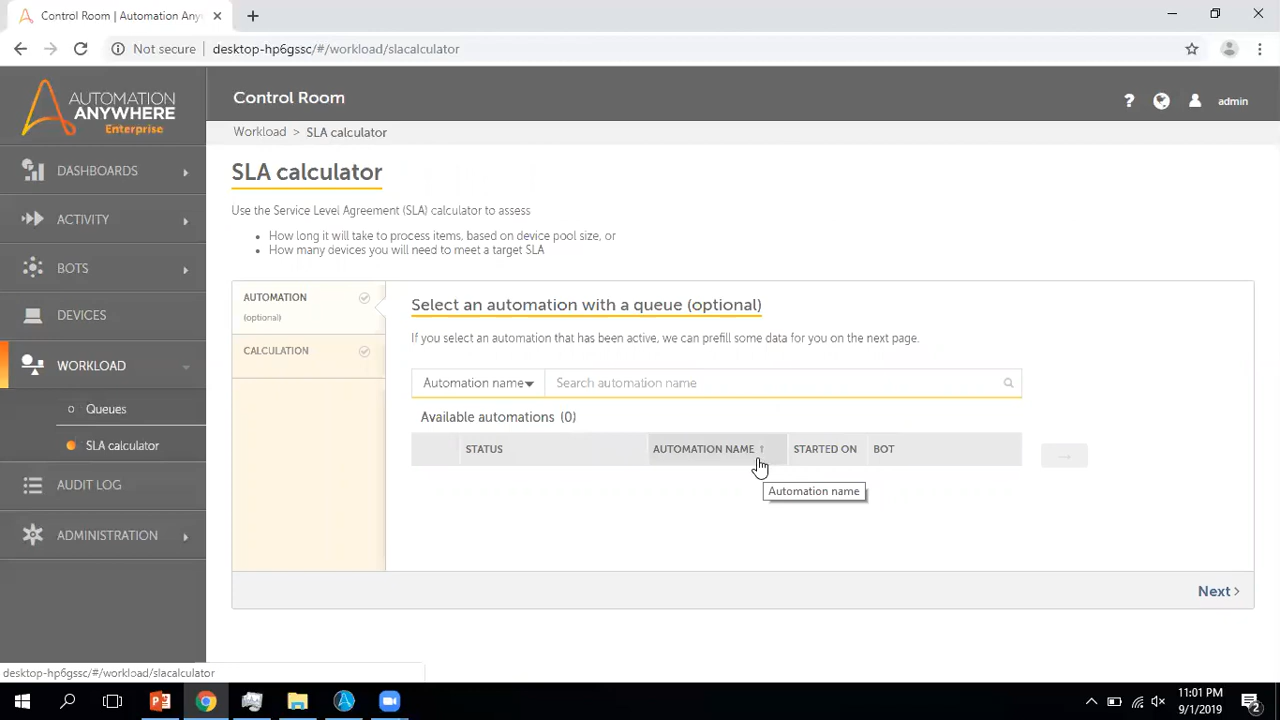 Control Room | Automation Any
Not secure
desktop-hp6gssc/#/workload/slacalculator
AUTOMATION
ANYWHERE
Enterprise
Control Room
?
admin
Workload > SLA calculator
DASHBOARDS
ACTIVITY
BOTS
DEVICES
WORKLOAD
Queues
SLA calculator
AUDIT LOG
ADMINISTRATION
SLA calculator
Use the Service Level Agreement (SLA) calculator to assess
• How long it will take to process items, based on device pool size, or
• How many devices you will need to meet a target SLA
AUTOMATION
(optional)
CALCULATION
Select an automation with a queue (optional)
If you select an automation that has been active, we can prefill some data for you on the next page.
Automation name
Search automation name
Available automations (0)
STATUS
AUTOMATION NAME ↑
STARTED ON
BOT
Automation name
Next >
desktop-hp6gssc/#/workload/slacalculator
11:01 PM
9/1/2019
2